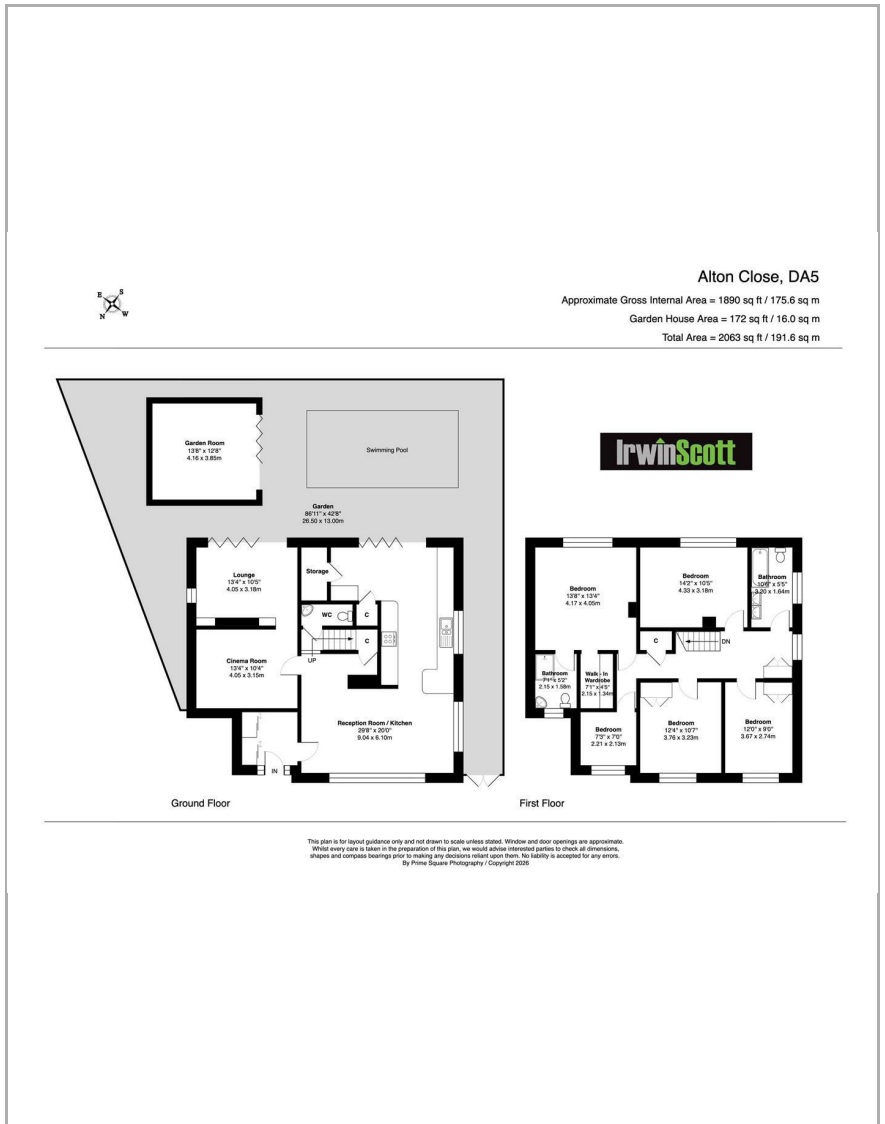 Alton Close, DA5
Approximate Gross Internal Area = 1890 sq ft / 175.6 sq m
Garden House Area = 172 sq ft / 16.0 sq m
Total Area = 2063 sq ft / 191.6 sq m
E S
N W
IrwinScott
Garden Room
13'8" x 12'8"
4.16 x 3.85m
Swimming Pool
Garden
86'11" x 42'8"
26.50 x 13.00m
Lounge
13'4" x 10'5"
4.05 x 3.18m
Storage
WC
C
C
UP
Cinema Room
13'4" x 10'4"
4.05 x 3.15m
Reception Room / Kitchen
29'8" x 20'0"
9.04 x 6.10m
IN
Ground Floor
Bedroom
13'8" x 13'4"
4.17 x 4.05m
Bedroom
14'2" x 10'5"
4.33 x 3.18m
Bathroom
10'6" x 5'5"
3.20 x 1.64m
C
DN
Bathroom
7'1" x 5'2"
2.15 x 1.58m
Walk - In
Wardrobe
7'1" x 4'5"
2.15 x 1.34m
Bedroom
7'3" x 7'0"
2.21 x 2.13m
Bedroom
12'4" x 10'7"
3.76 x 3.23m
Bedroom
12'0" x 9'0"
3.67 x 2.74m
First Floor
This plan is for layout guidance only and not drawn to scale unless stated. Window and door openings are approximate.
Whilst every care is taken in the preparation of this plan, we would advise interested parties to check all dimensions,
shapes and compass bearings prior to making any decisions reliant upon them. No liability is accepted for any errors.
By Prime Square Photography / Copyright 2026